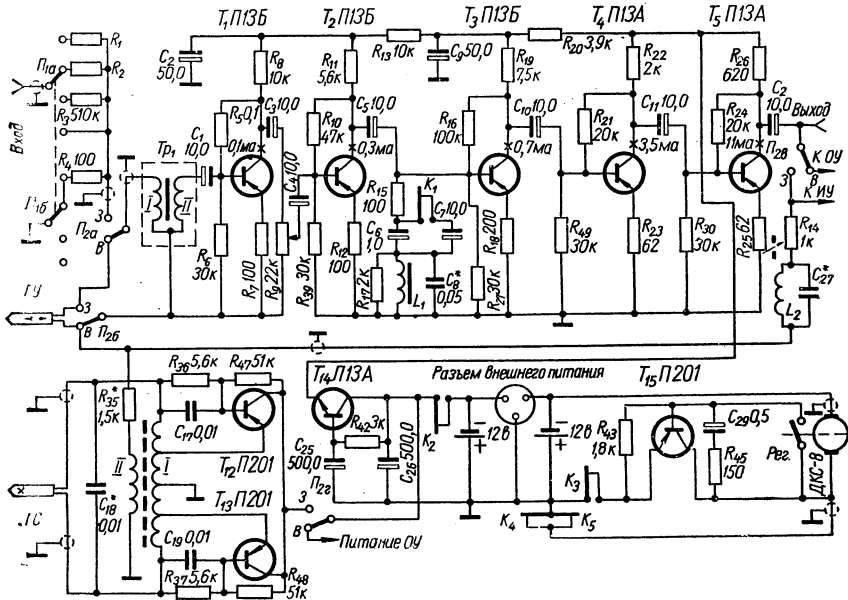 T₁ П13Б
T₂ П13Б
T₃ П13Б
T₄ П13А
T₅ П13А
R₁
R₂
R₃ 510к
R₄ 100
П1а
Вход
П2а
C₂ 50,0
R₈ 10к
R₁₁ 5,6к
R₁₃ 10к
C₉ 50,0
R₁₉ 7,5к
R₂₀ 3,9к
R₂₂ 2к
R₂₆ 620
C₂ 10,0
Выход
Тр₁
I
II
C₁ 10,0
R₅ 0,1
C₃ 10,0
0,1ма
R₁₀ 47к
C₅ 10,0
C₄ 10,0
0,3ма
R₁₆ 100к
C₁₀ 10,0
0,7ма
R₂₁ 20к
C₁₁ 10,0
3,5ма
R₂₄ 20к
11ма
П2в
К ОУ
З
В
К ИУ
R₆ 30к
R₇ 100
R₉ 22к
R₃₉ 30к
R₁₂ 100
R₁₅ 100
К₁
C₆ 1,0
C₇ 10,0
R₁₇ 2к
L₁
C₈* 0,05
R₁₈ 200
R₂₇ 30к
R₄₉ 30к
R₂₃ 62
R₃₀ 30к
R₂₅ 62
R₁₄ 1к
L₂
C₂₇*
З
В
З
В
П2б
R₃₅* 1,5к
R₃₆ 5,6к
R₄₇ 51к
C₁₇ 0,01
T₁₂ П201
II
I
C₁₈* 0,01
T₁₃ П201
C₁₉ 0,01
R₃₇ 5,6к
R₄₈ 51к
T₁₄ П13А
R₄₂ 3к
C₂₅ 500,0
C₂₆ 500,0
П2г
З
В
Питание ОУ
К₂
Разъем внешнего питания
12в
12в
К₃
К₄
К₅
T₁₅ П201
R₄₃ 1,8к
C₂₉ 0,5
R₄₅ 150
Рег.
ДКС-8